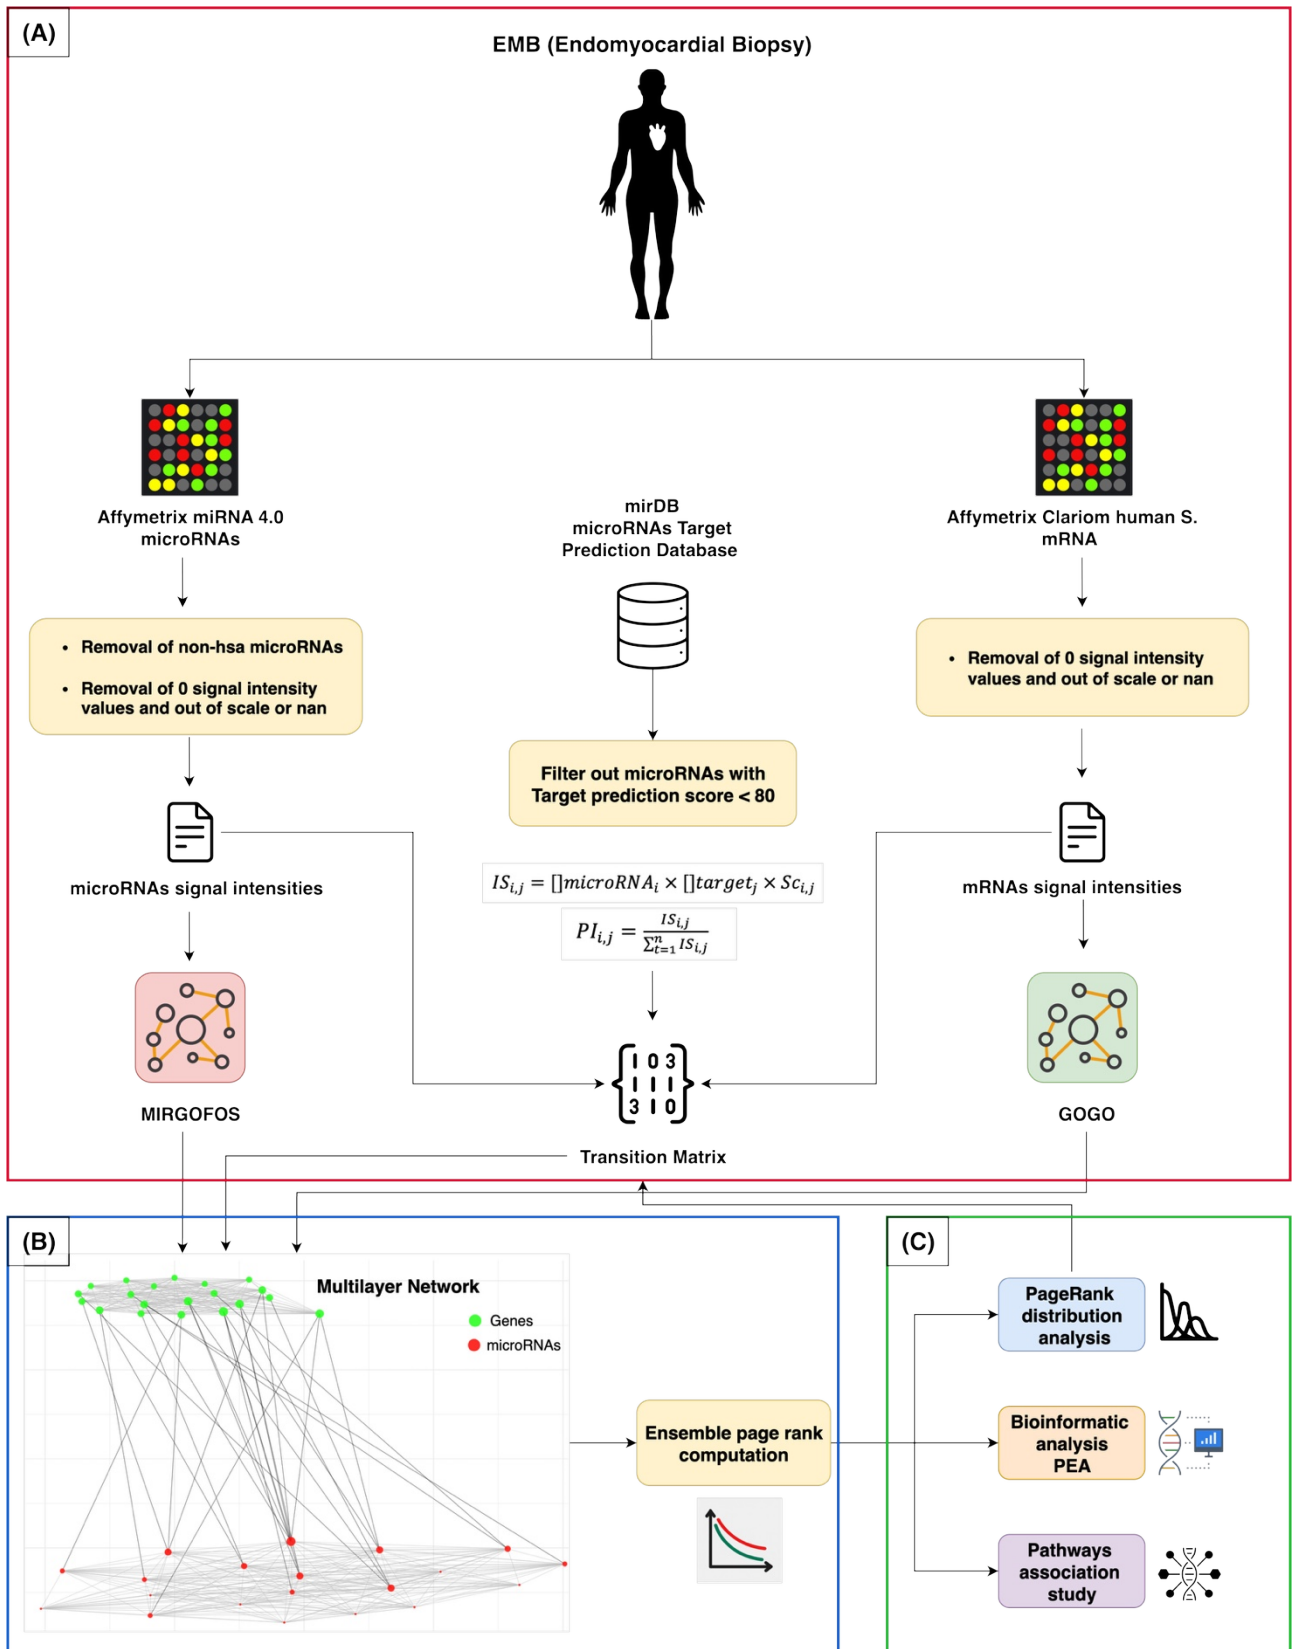 (A)
EMB (Endomyocardial Biopsy)
Affymetrix miRNA 4.0
microRNAs
mirDB
microRNAs Target
Prediction Database
Affymetrix Clariom human S.
mRNA
• Removal of non-hsa microRNAs
• Removal of 0 signal intensity
values and out of scale or nan
• Removal of 0 signal intensity
values and out of scale or nan
Filter out microRNAs with
Target prediction score < 80
microRNAs signal intensities
mRNAs signal intensities
IS_{i,j} = []microRNA_i × []target_j × Sc_{i,j}
PI_{i,j} = \frac{IS_{i,j}}{\sum_{t=1}^{n} IS_{i,j}}
1 0 3
1 1 1
3 1 0
MIRGOFOS
GOGO
Transition Matrix
(B)
Multilayer Network
Genes
microRNAs
Ensemble page rank
computation
(C)
PageRank
distribution
analysis
Bioinformatic
analysis
PEA
Pathways
association
study